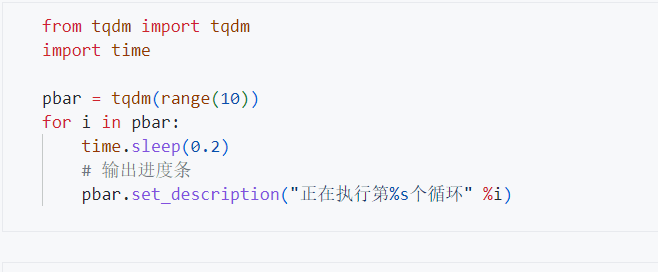 from tqdm import tqdm
import time
pbar = tqdm(range(10))
for i in pbar:
    time.sleep(0.2)
    # 输出进度条
    pbar.set_description("正在执行第%s个循环" %i)